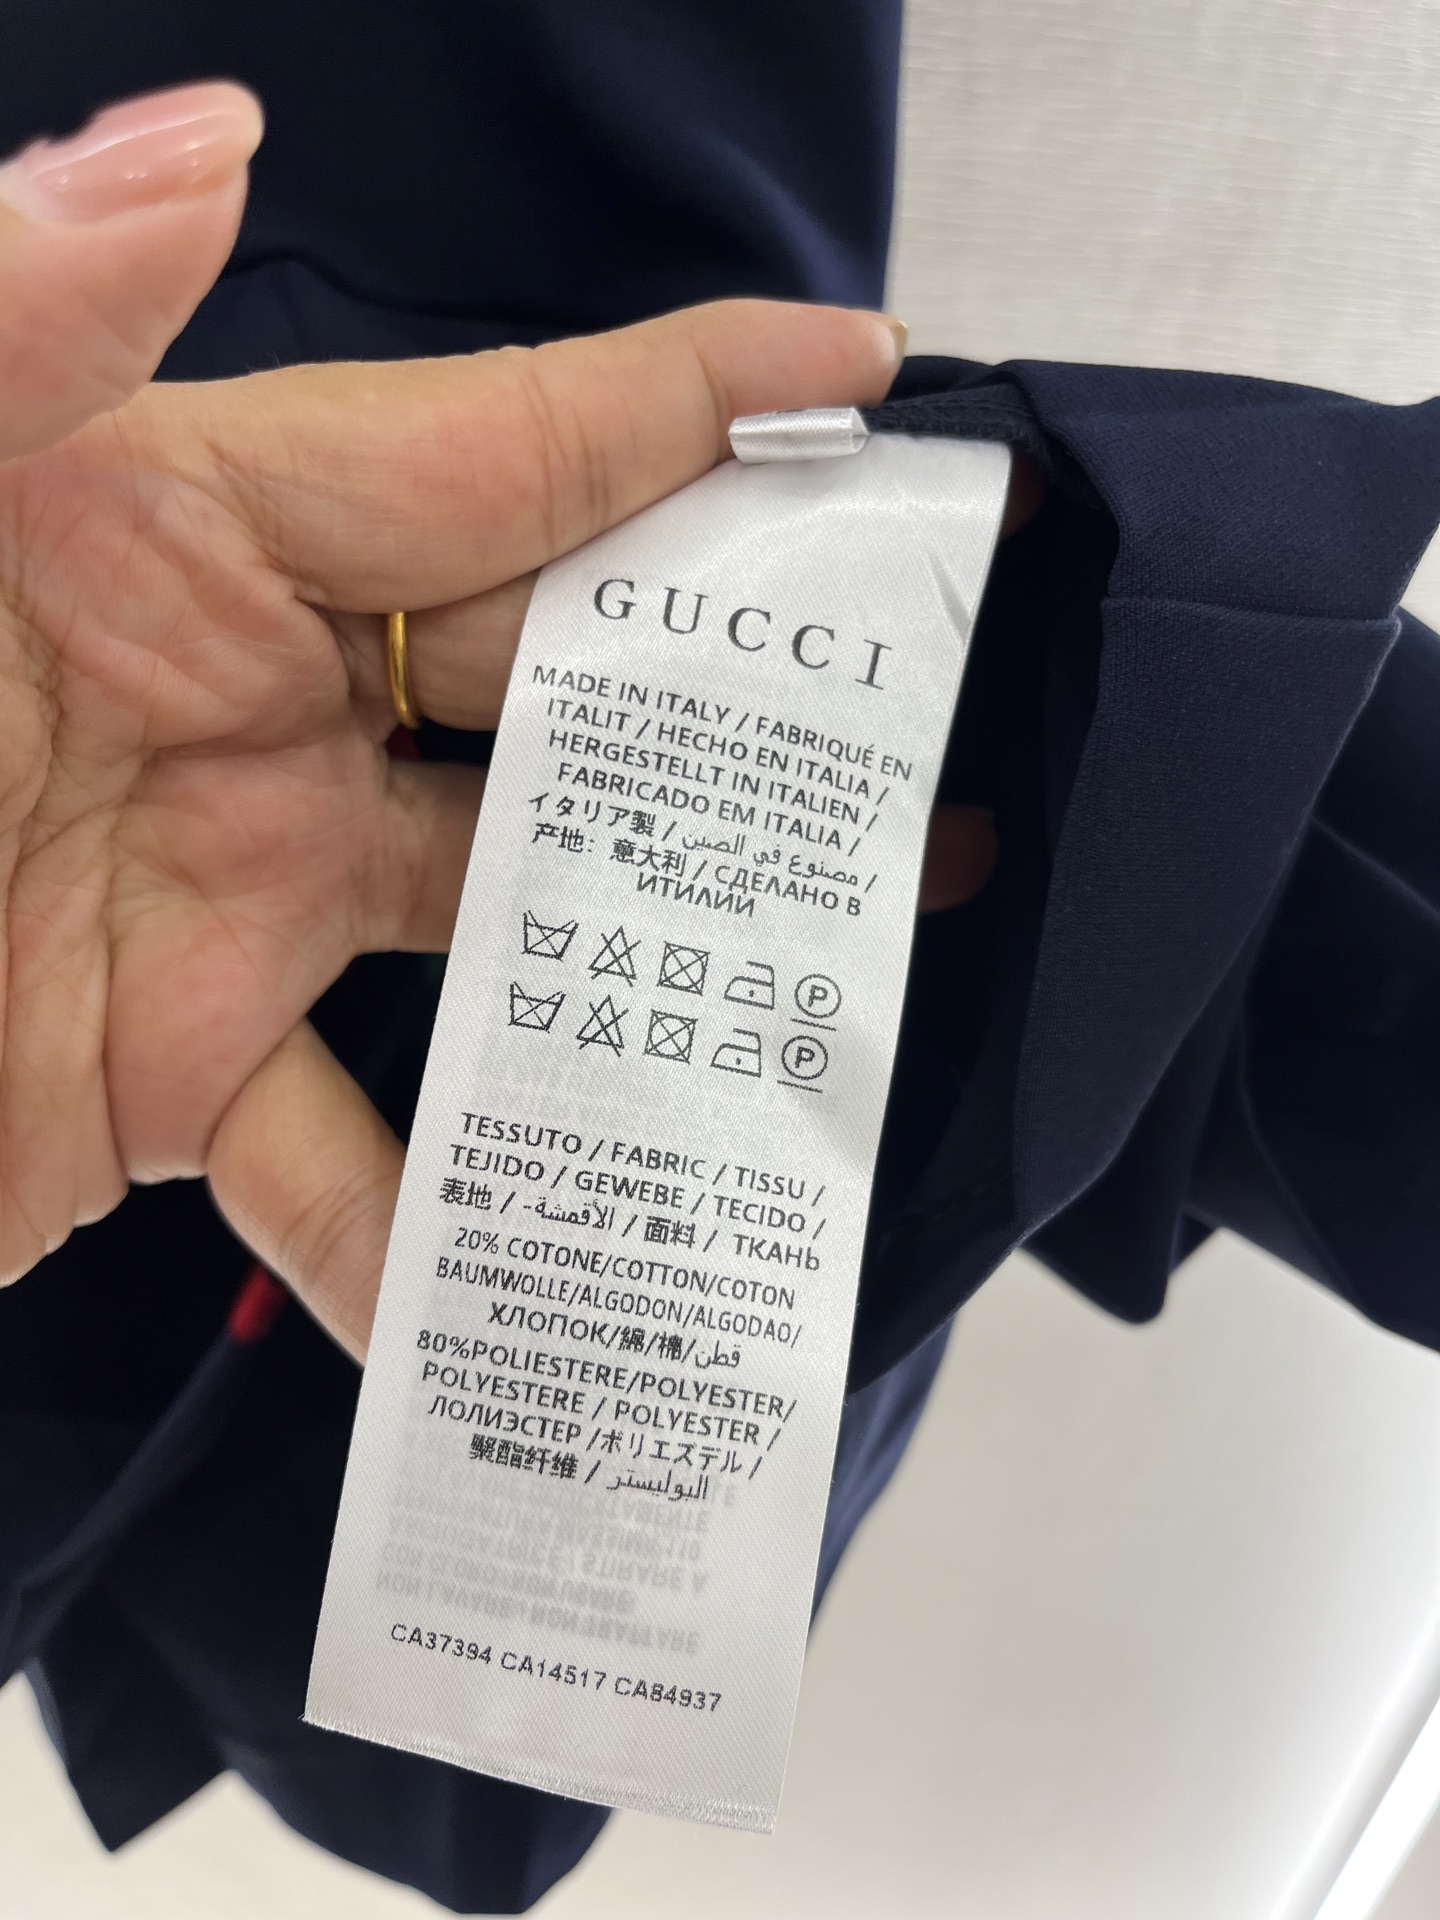 GUCCI
MADE IN ITALY / FABRIQUÉ EN
ITALIT / HECHO EN ITALIA /
HERGESTELLT IN ITALIEN /
FABRICADO EM ITALIA /
イタリア製 / مصنوع في الصين /
产地：意大利 / СДЕЛАНО В
ИТИЛИИ
P
P
TESSUTO / FABRIC / TISSU /
TEJIDO / GEWEBE / TECIDO /
表地 / -الأقمشة / 面料 / ТКАНЬ
20% COTONE/COTTON/COTON
BAUMWOLLE/ALGODON/ALGODAO/
ХЛОПОК/綿/棉/قطن
80%POLIESTERE/POLYESTER/
POLYESTERE / POLYESTER /
ЛОЛИЭСТЕР /ポリエステル /
聚酯纤维 / البوليستر
CA37394 CA14517 CA84937